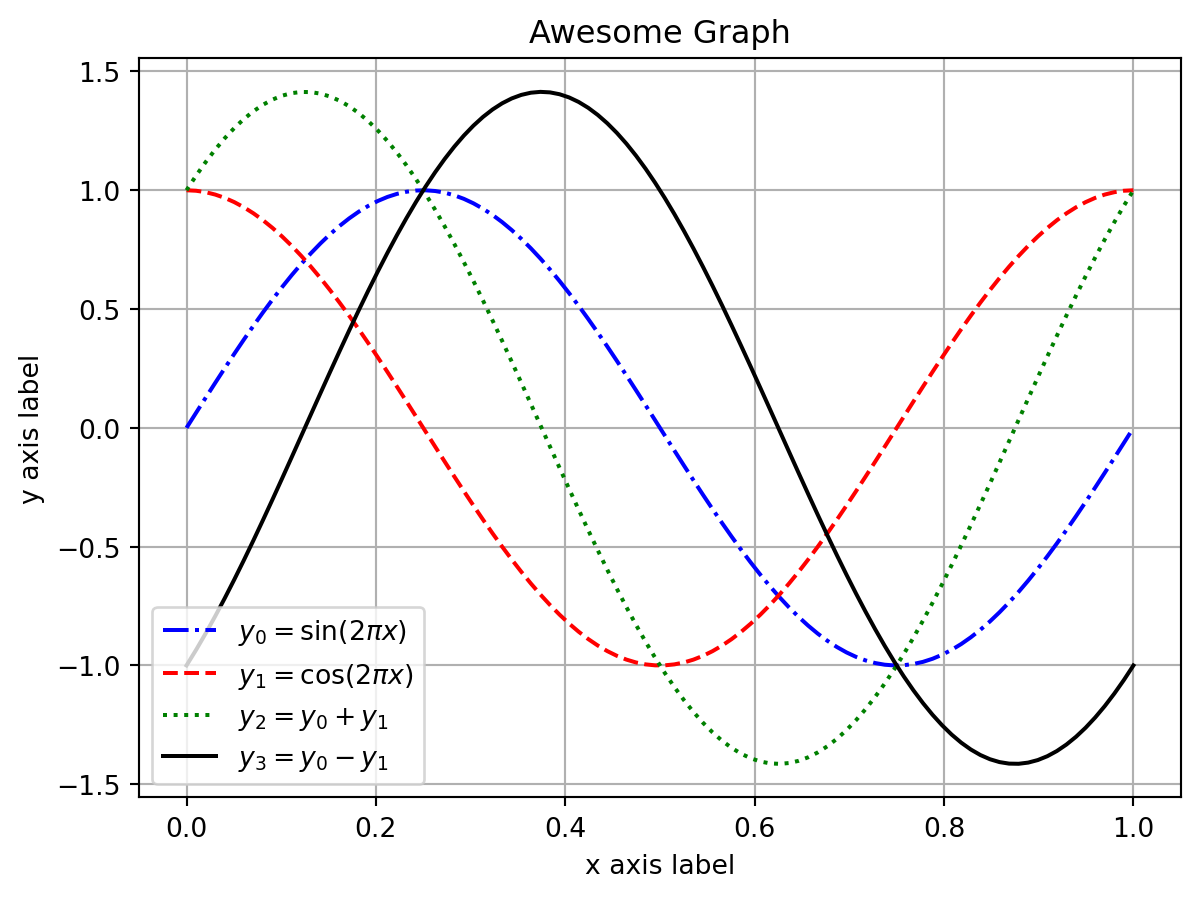 Awesome Graph
1.5
1.0
0.5
0.0
−0.5
−1.0
−1.5
y axis label
y₀ = sin(2πx)
y₁ = cos(2πx)
y₂ = y₀ + y₁
y₃ = y₀ − y₁
0.0 0.2 0.4 0.6 0.8 1.0
x axis label